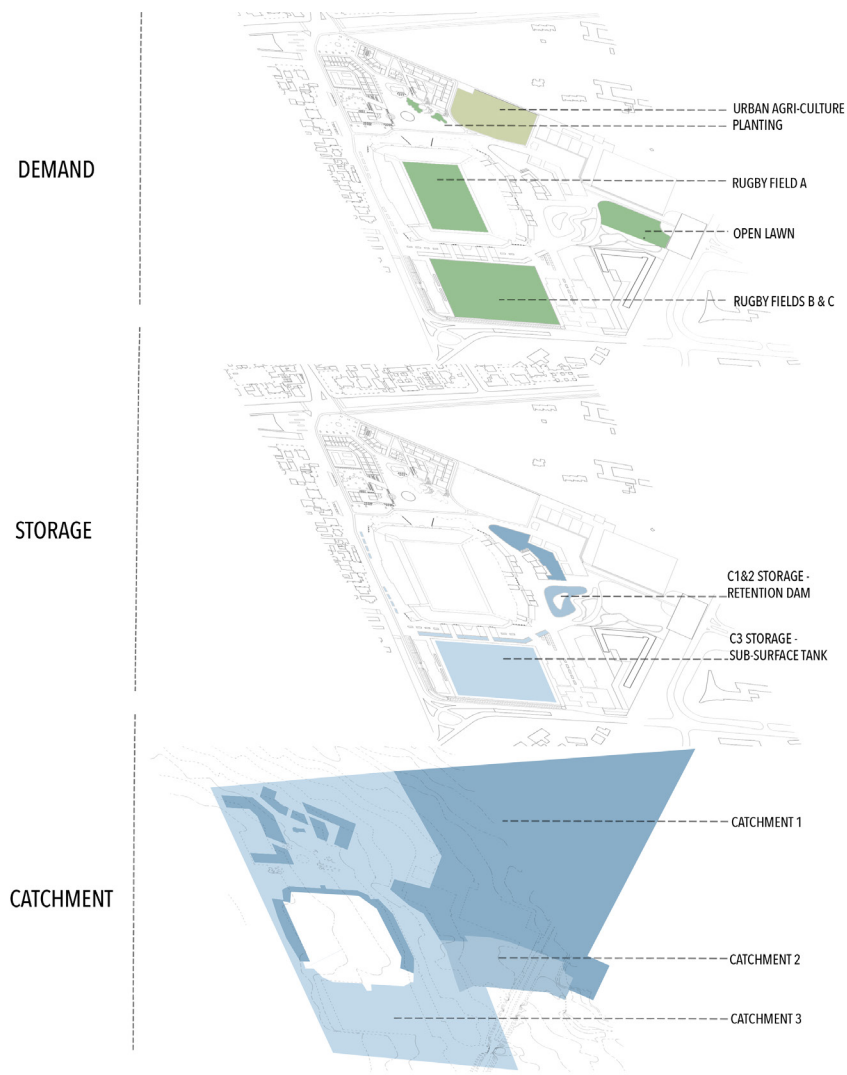 DEMAND
URBAN AGRI-CULTURE
PLANTING
RUGBY FIELD A
OPEN LAWN
RUGBY FIELDS B & C
STORAGE
C1&2 STORAGE -
RETENTION DAM
C3 STORAGE -
SUB-SURFACE TANK
CATCHMENT
CATCHMENT 1
CATCHMENT 2
CATCHMENT 3